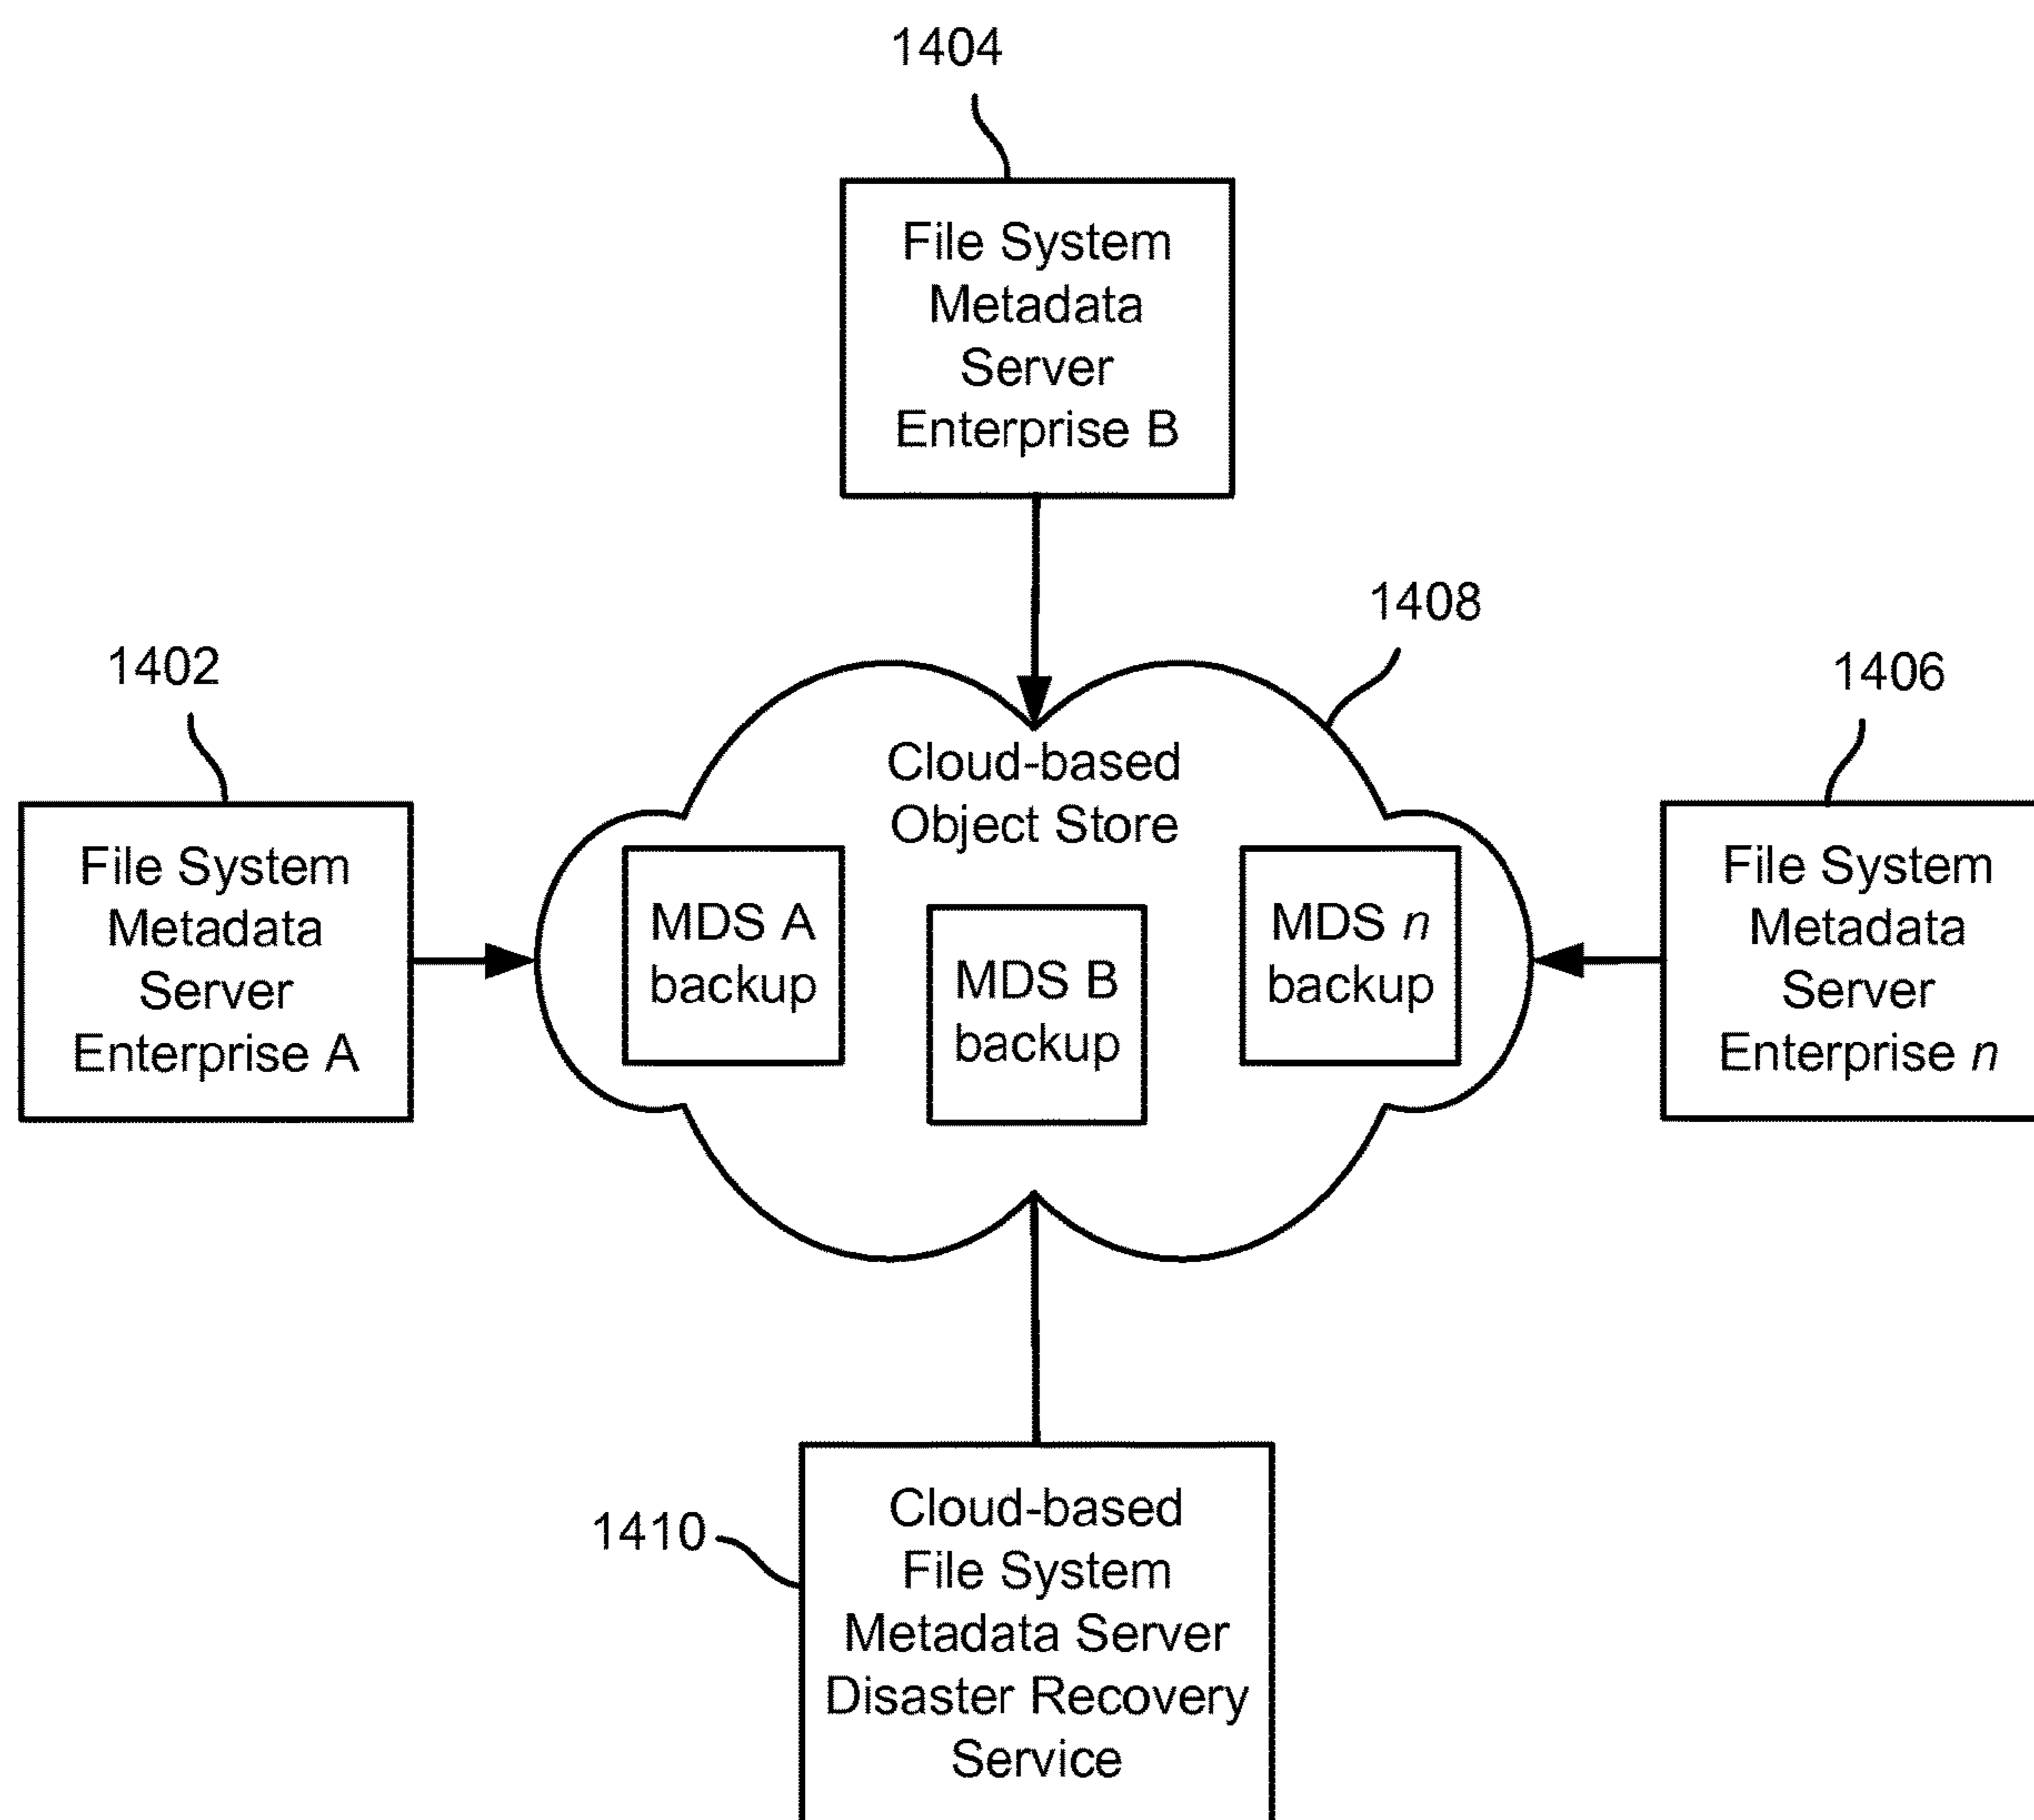 1404
File System
Metadata
Server
Enterprise B
1408
1402
1406
File System
Metadata
Server
Enterprise A
Cloud-based
Object Store
MDS A
backup
MDS B
backup
MDS n
backup
File System
Metadata
Server
Enterprise n
1410
Cloud-based
File System
Metadata Server
Disaster Recovery
Service